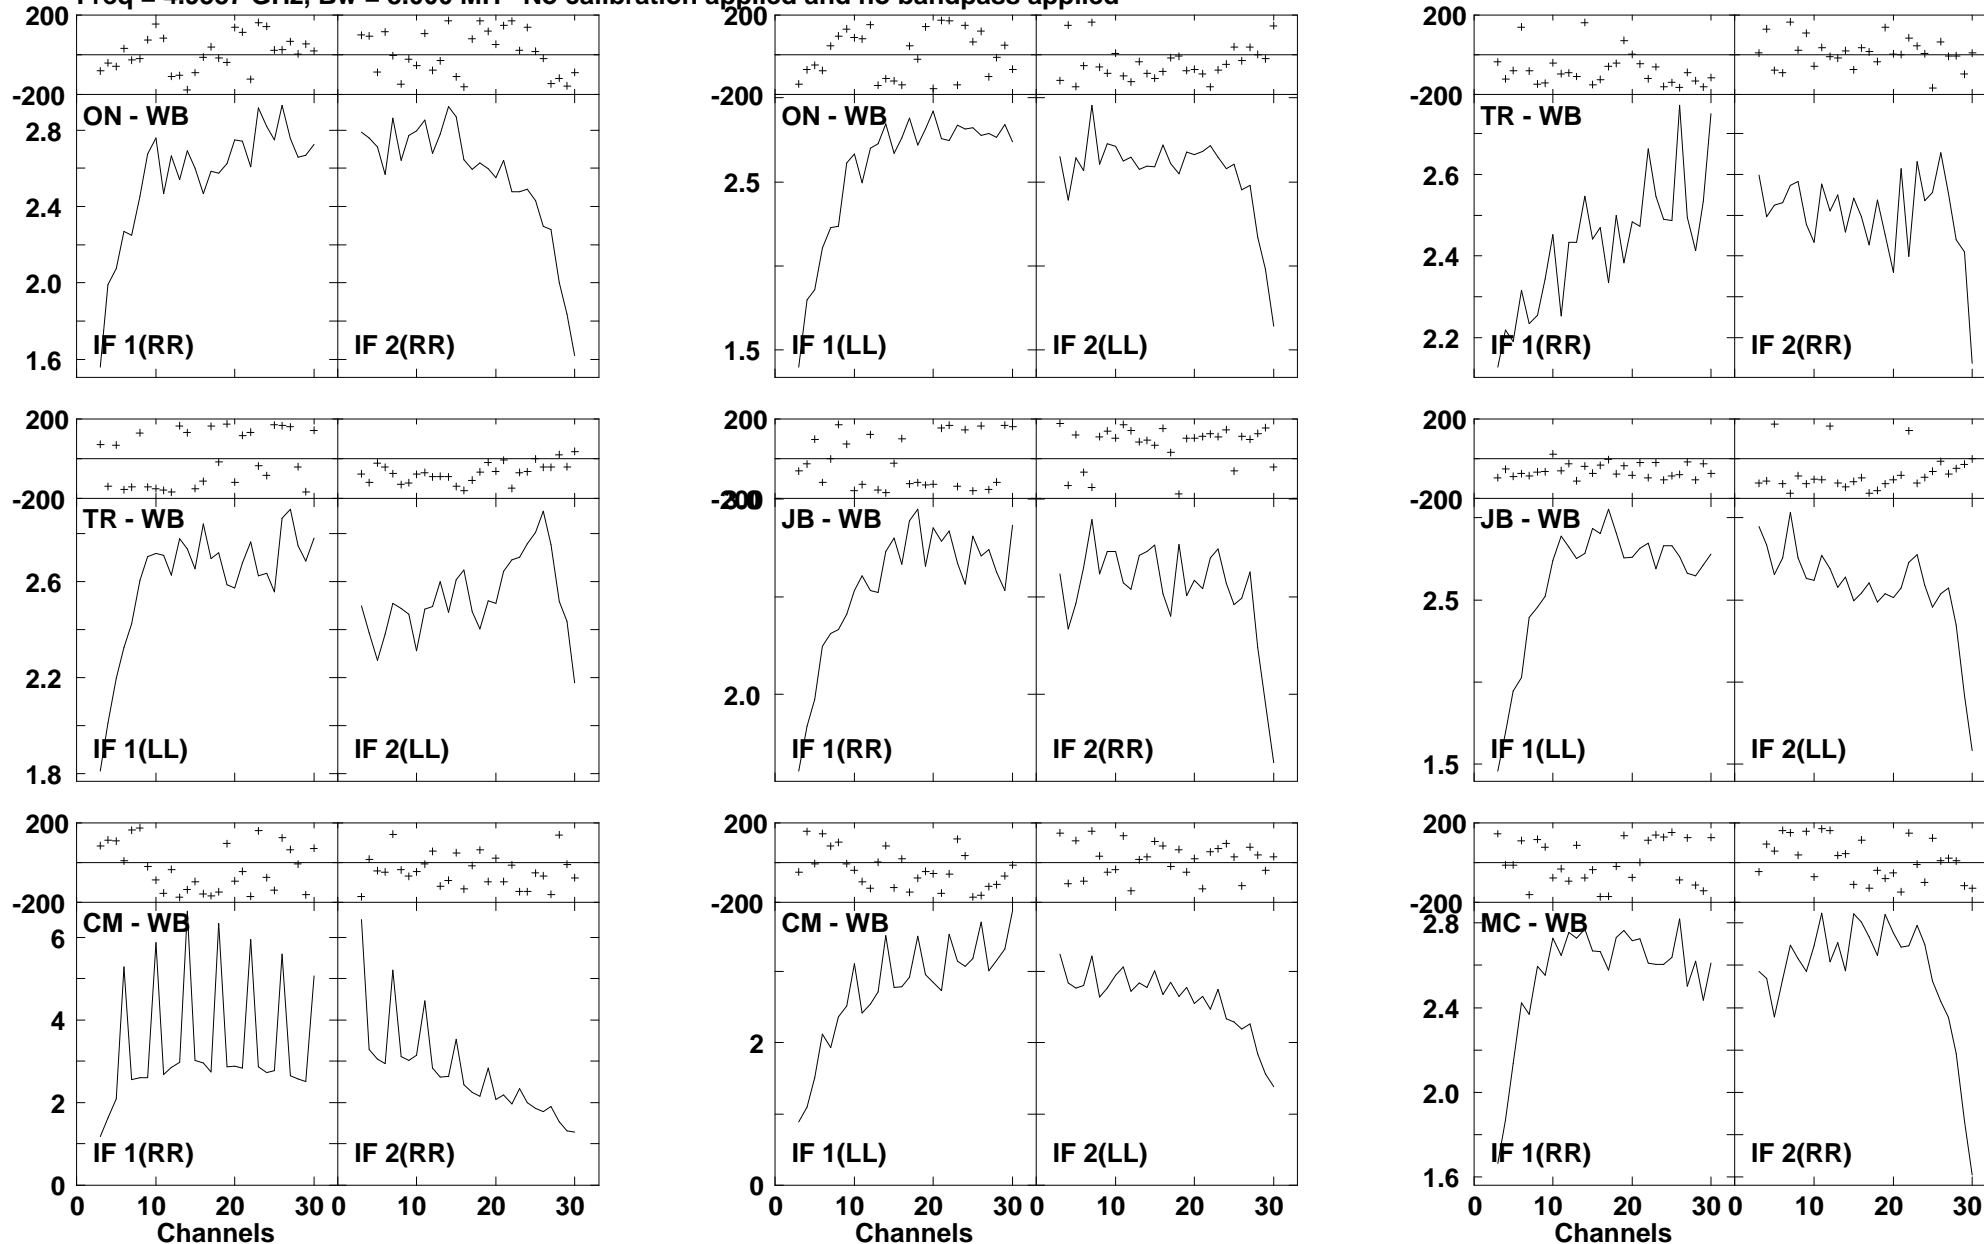 No calibration applied and no bandpass applied
200 200 200
-200 -200 -200
ON - WB ON - WB TR - WB
2.8
2.5 2.6
2.4
2.4
2.0
2.2
IF 1(RR) IF 2(RR) IF 1(LL) IF 2(LL) IF 1(RR) IF 2(RR)
1.6 1.5
200 200 200
-200 -200
TR - WB JB - WB JB - WB
2.6 2.5
2.2 2.0
IF 1(LL) IF 2(LL) IF 1(RR) IF 2(RR) IF 1(LL) IF 2(LL)
1.8 1.5
200 200 200
-200 -200 -200
CM - WB CM - WB MC - WB
6 2.8
4 2.4
2 2 2.0
IF 1(RR) IF 2(RR) IF 1(LL) IF 2(LL) IF 1(RR) IF 2(RR)
0 0 1.6
0 10 20 30 0 10 20 30 0 10 20 30 0 10 20 30 0 10 20 30 0 10 20 30
Channels Channels Channels